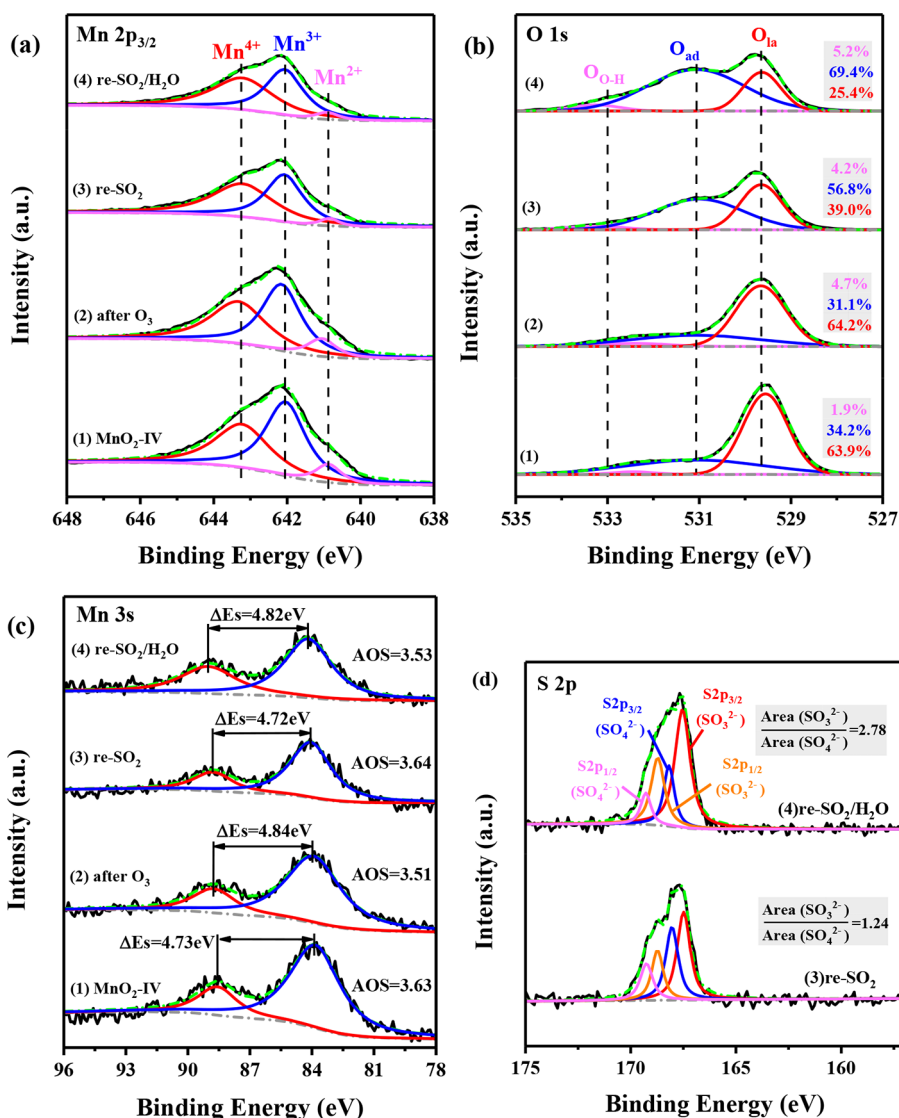 (a)
Mn 2p3/2
Mn4+
Mn3+
Mn2+
(4) re-SO2/H2O
(3) re-SO2
(2) after O3
(1) MnO2-IV
Intensity (a.u.)
648 646 644 642 640 638
Binding Energy (eV)
(b)
O 1s
OO-H
Oad
Ola
(4)
5.2%
69.4%
25.4%
(3)
4.2%
56.8%
39.0%
(2)
4.7%
31.1%
64.2%
(1)
1.9%
34.2%
63.9%
Intensity (a.u.)
535 533 531 529 527
Binding Energy (eV)
(c)
Mn 3s
ΔEs=4.82eV
(4) re-SO2/H2O
AOS=3.53
ΔEs=4.72eV
(3) re-SO2
AOS=3.64
ΔEs=4.84eV
(2) after O3
AOS=3.51
ΔEs=4.73eV
(1) MnO2-IV
AOS=3.63
Intensity (a.u.)
96 93 90 87 84 81 78
Binding Energy (eV)
(d)
S 2p
S2p3/2
(SO42-)
S2p3/2
(SO32-)
S2p1/2
(SO42-)
S2p1/2
(SO32-)
Area (SO32-)
Area (SO42-)
=2.78
(4)re-SO2/H2O
Area (SO32-)
Area (SO42-)
=1.24
(3)re-SO2
Intensity (a.u.)
175 170 165 160
Binding Energy (eV)